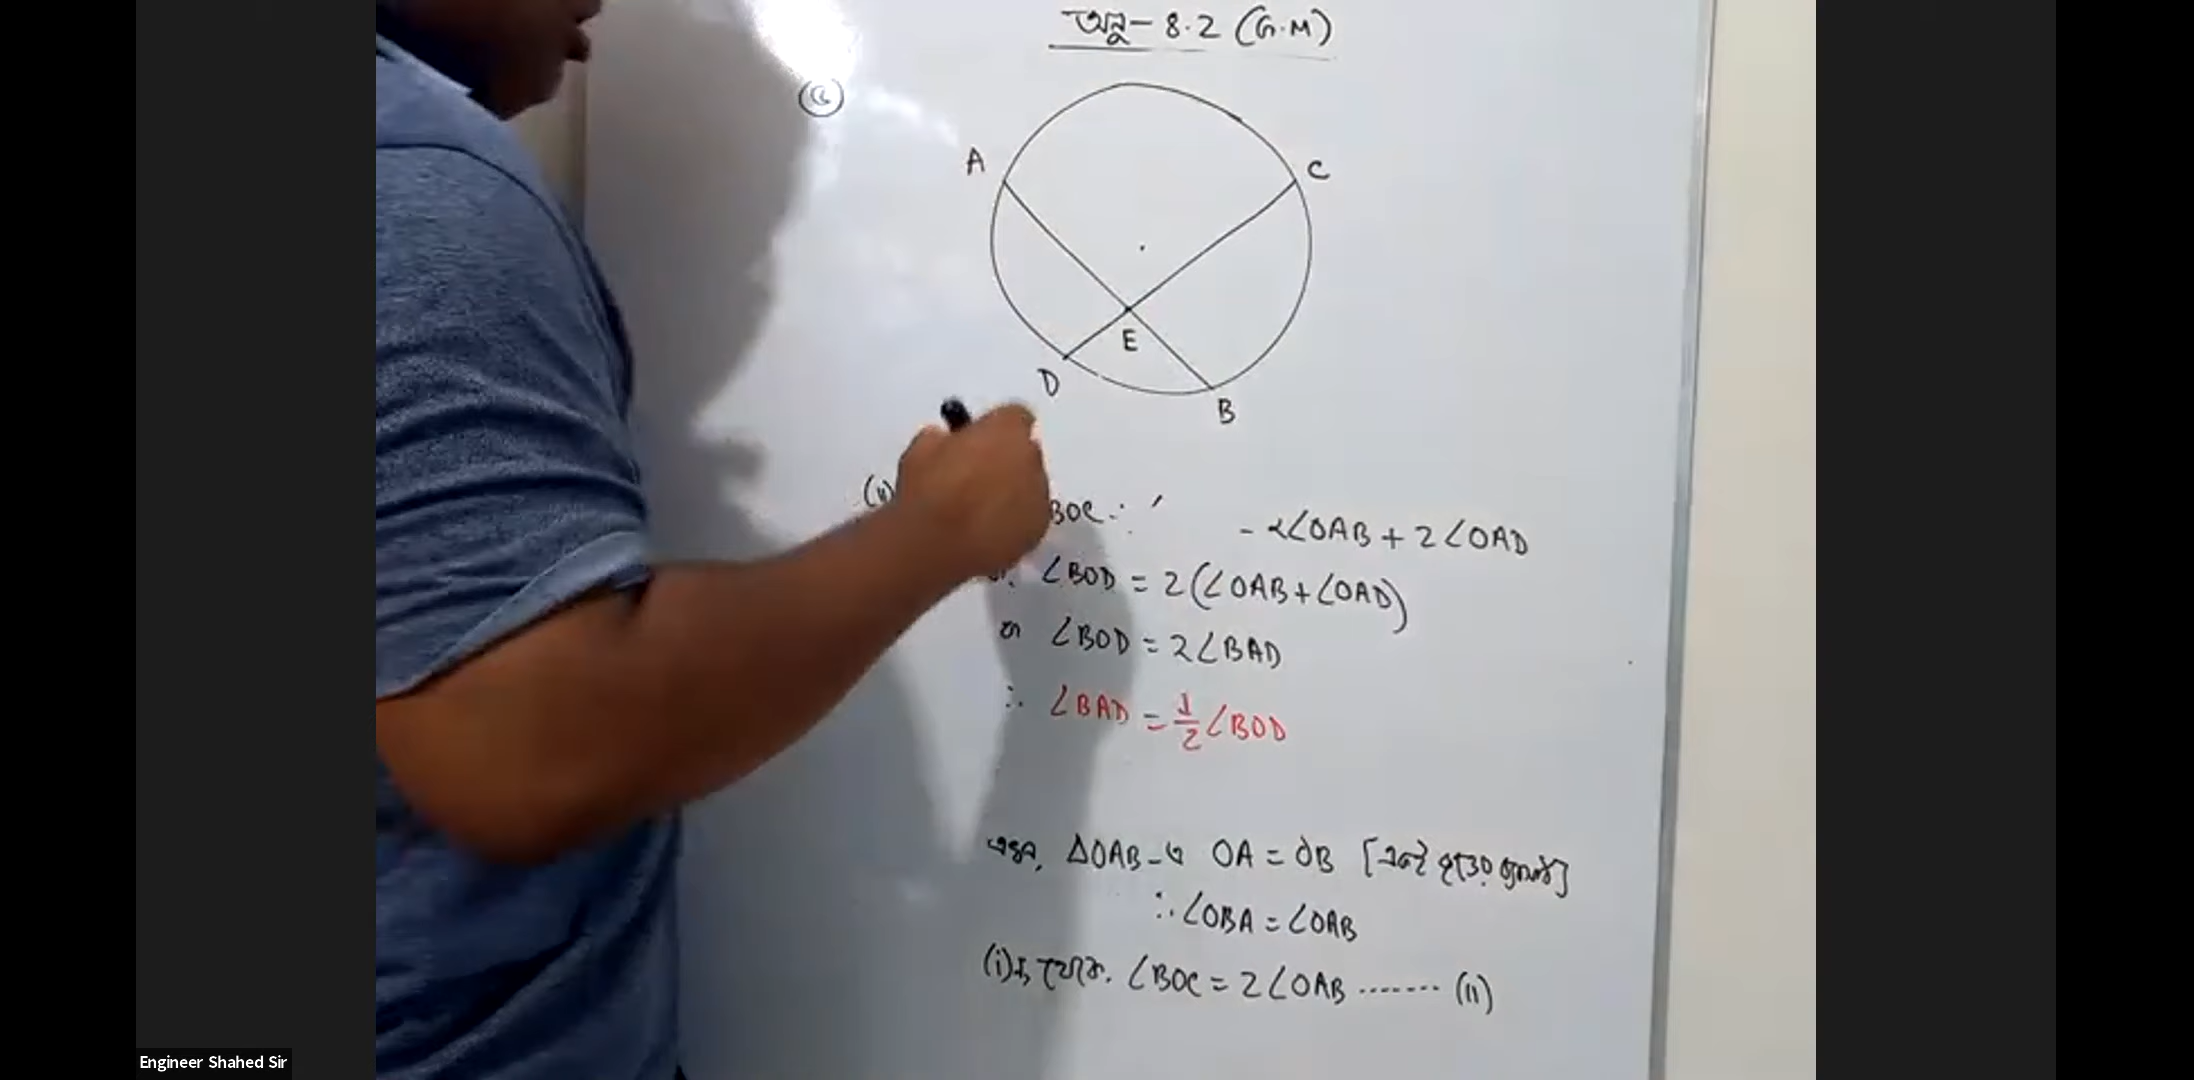 অনু- 8.2 (G.M)
A
C
E
D
B
(ii)
BOC
- 2∠OAB + 2∠OAD
∠BOD = 2(∠OAB+∠OAD)
বা ∠BOD = 2∠BAD
∴ ∠BAD = 1/2 ∠BOD
এখন, ΔOAB-এ OA = OB [একই বৃত্তের ব্যাসার্ধ]
∴ ∠OBA = ∠OAB
(i)নং থেকে, ∠BOC = 2∠OAB ....... (ii)
Engineer Shahed Sir